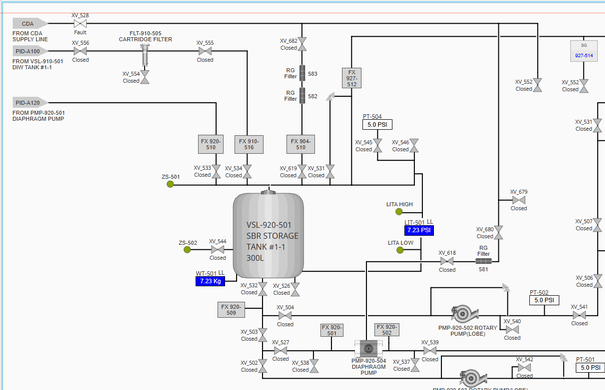 CDA
FROM CDA
SUPPLY LINE
XV_528
Fault
PID-A100
FROM VSL-910-501
DIW TANK #1-1
XV_556
Closed
FLT-910-505
CARTRIDGE FILTER
XV_554
Closed
XV_555
Closed
PID-A120
FROM PMP-920-501
DIAPHRAGM PUMP
XV_682
Closed
RG
Filter
583
RG
Filter
582
FX
927-
512
SG
927-514
XV_552
Closed
XV_552
Closed
XV_531
Closed
PT-504
5.0 PSI
XV_545
Closed
XV_546
Closed
FX 920-
510
FX 910-
516
FX 904-
510
XV_533
Closed
XV_534
Closed
XV_619
Closed
XV_531
Closed
ZS-501
VSL-920-501
SBR STORAGE
TANK #1-1
300L
LITA HIGH
LIT-501 LL
7.23 PSI
LITA LOW
XV_679
Closed
XV_680
Closed
XV_507
Closed
ZS-502
XV_544
Closed
WT-501 LL
7.23 Kg
XV_618
Closed
RG
Filter
581
XV_506
Closed
XV_532
Closed
XV_526
Closed
FX 920-
509
XV_504
Closed
PT-502
5.0 PSI
XV_541
Closed
PMP-920-502 ROTARY
PUMP(LOBE)
XV_540
Closed
XV_503
Closed
FX 920
-501
FX 920
-502
XV_527
Closed
XV_539
Closed
XV_502
Closed
XV_538
Closed
PMP-920-504
DIAPHRAGM
PUMP
XV_537
Closed
XV_542
Closed
PT-501
5.0 PSI